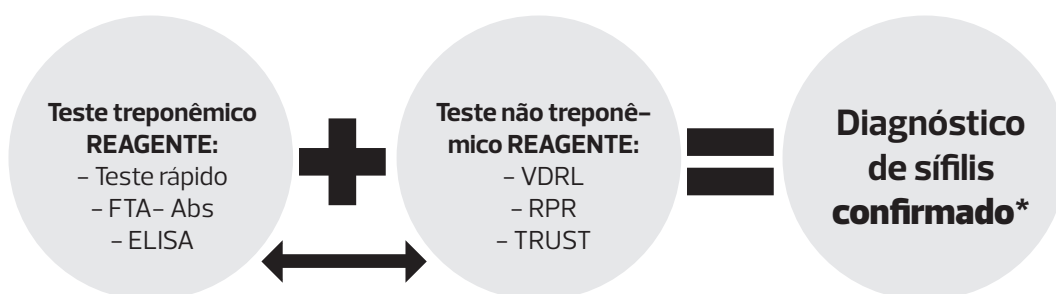 Teste treponêmico
REAGENTE:
- Teste rápido
- FTA- Abs
- ELISA
Teste não treponê-
mico REAGENTE:
- VDRL
- RPR
- TRUST
Diagnóstico
de sífilis
confirmado*